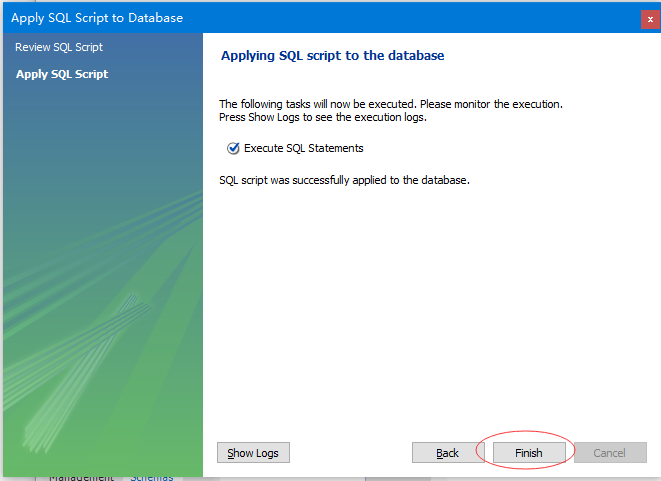 Apply SQL Script to Database
x
Review SQL Script
Apply SQL Script
Applying SQL script to the database
The following tasks will now be executed. Please monitor the execution.
Press Show Logs to see the execution logs.
Execute SQL Statements
SQL script was successfully applied to the database.
Show Logs
Back
Finish
Cancel
Management
Schemas